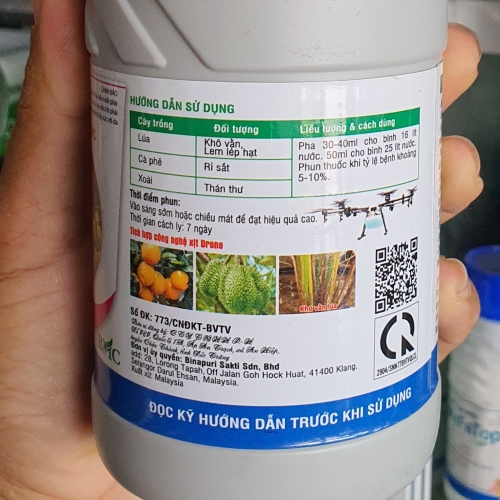 HƯỚNG DẪN SỬ DỤNG
Cây trồng Đối tượng Liều lượng & cách dùng
Lúa Khô vằn, Lem lép hạt
Cà phê Rỉ sắt
Xoài Thán thư
Pha 30-40ml cho bình 16 lít
nước. 50ml cho bình 25 lít nước.
Phun thuốc khi tỷ lệ bệnh khoảng
5-10%.
Thời điểm phun:
Vào sáng sớm hoặc chiều mát để đạt hiệu quả cao.
Thời gian cách ly: 7 ngày
Tích hợp công nghệ xịt Drone
Khô vằn lúa
Số ĐK: 773/CNĐKT-BVTV
Đơn vị ủy quyền: Binapuri Sakti Sdn, Bhd
add: 28, Lorong Tapah, Off Jalan Goh Hock Huat, 41400 Klang.
Selangor Darul Ehsan, Malaysia.
Xuất xứ: Malaysia
ĐỌC KỸ HƯỚNG DẪN TRƯỚC KHI SỬ DỤNG